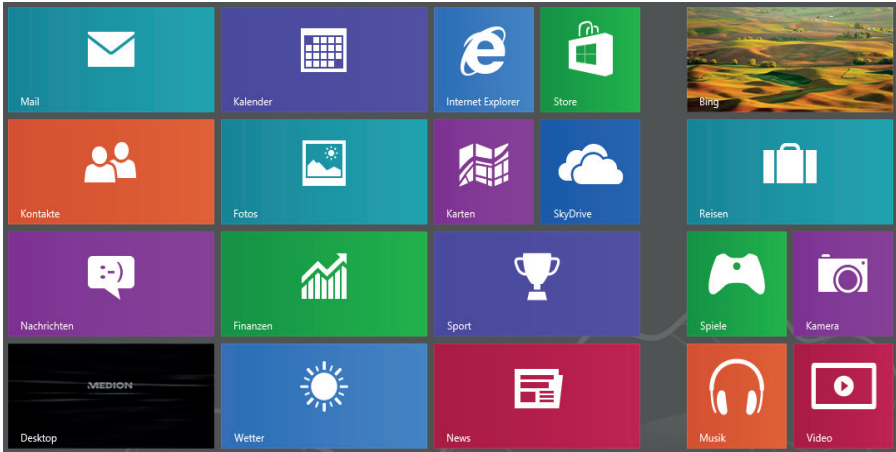 Mail
Kalender
Internet Explorer
Store
Bing
Kontakte
Fotos
Karten
SkyDrive
Reisen
:-)
Nachrichten
Finanzen
Sport
Spiele
Kamera
MEDION
Desktop
Wetter
News
Musik
Video